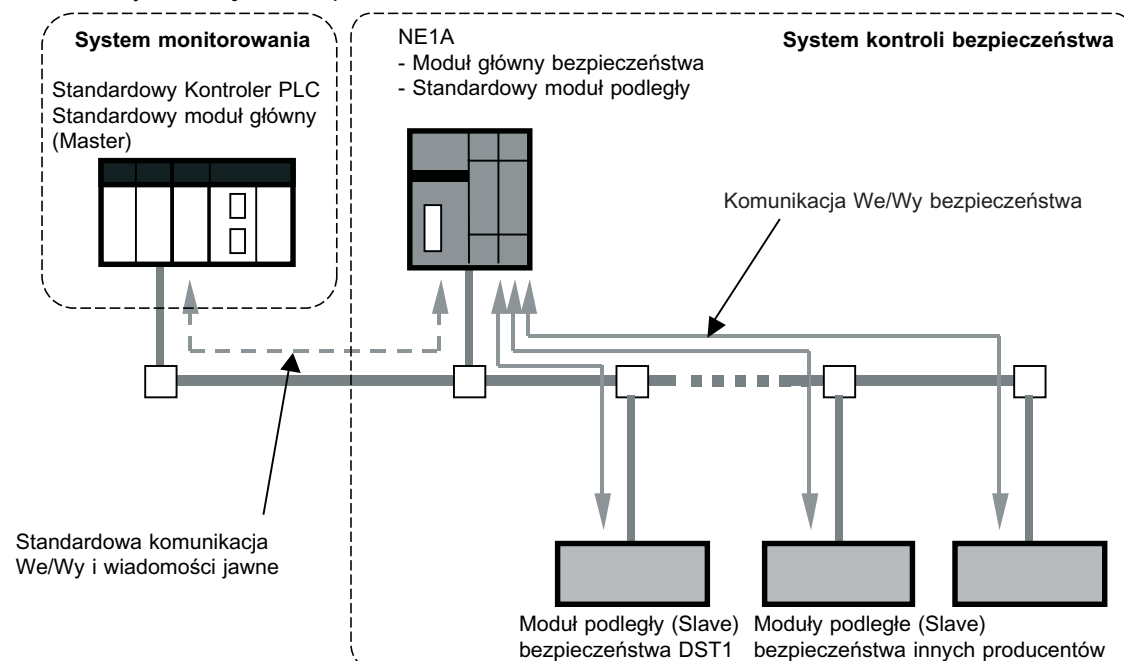 System monitorowania
Standardowy Kontroler PLC
Standardowy moduł główny
(Master)
NE1A
- Moduł główny bezpieczeństwa
- Standardowy moduł podległy
System kontroli bezpieczeństwa
Komunikacja We/Wy bezpieczeństwa
Standardowa komunikacja
We/Wy i wiadomości jawne
Moduł podległy (Slave)
bezpieczeństwa DST1
Moduły podległe (Slave)
bezpieczeństwa innych producentów